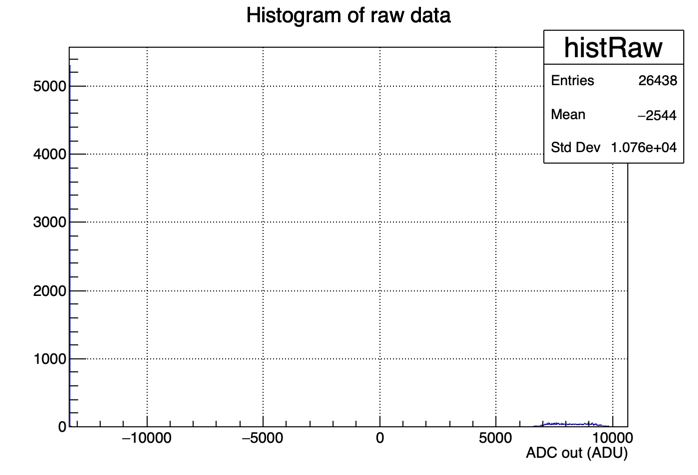 Histogram of raw data
histRaw
Entries 26438
Mean −2544
Std Dev 1.076e+04
5000
4000
3000
2000
1000
0
−10000 −5000 0 5000 10000
ADC out (ADU)